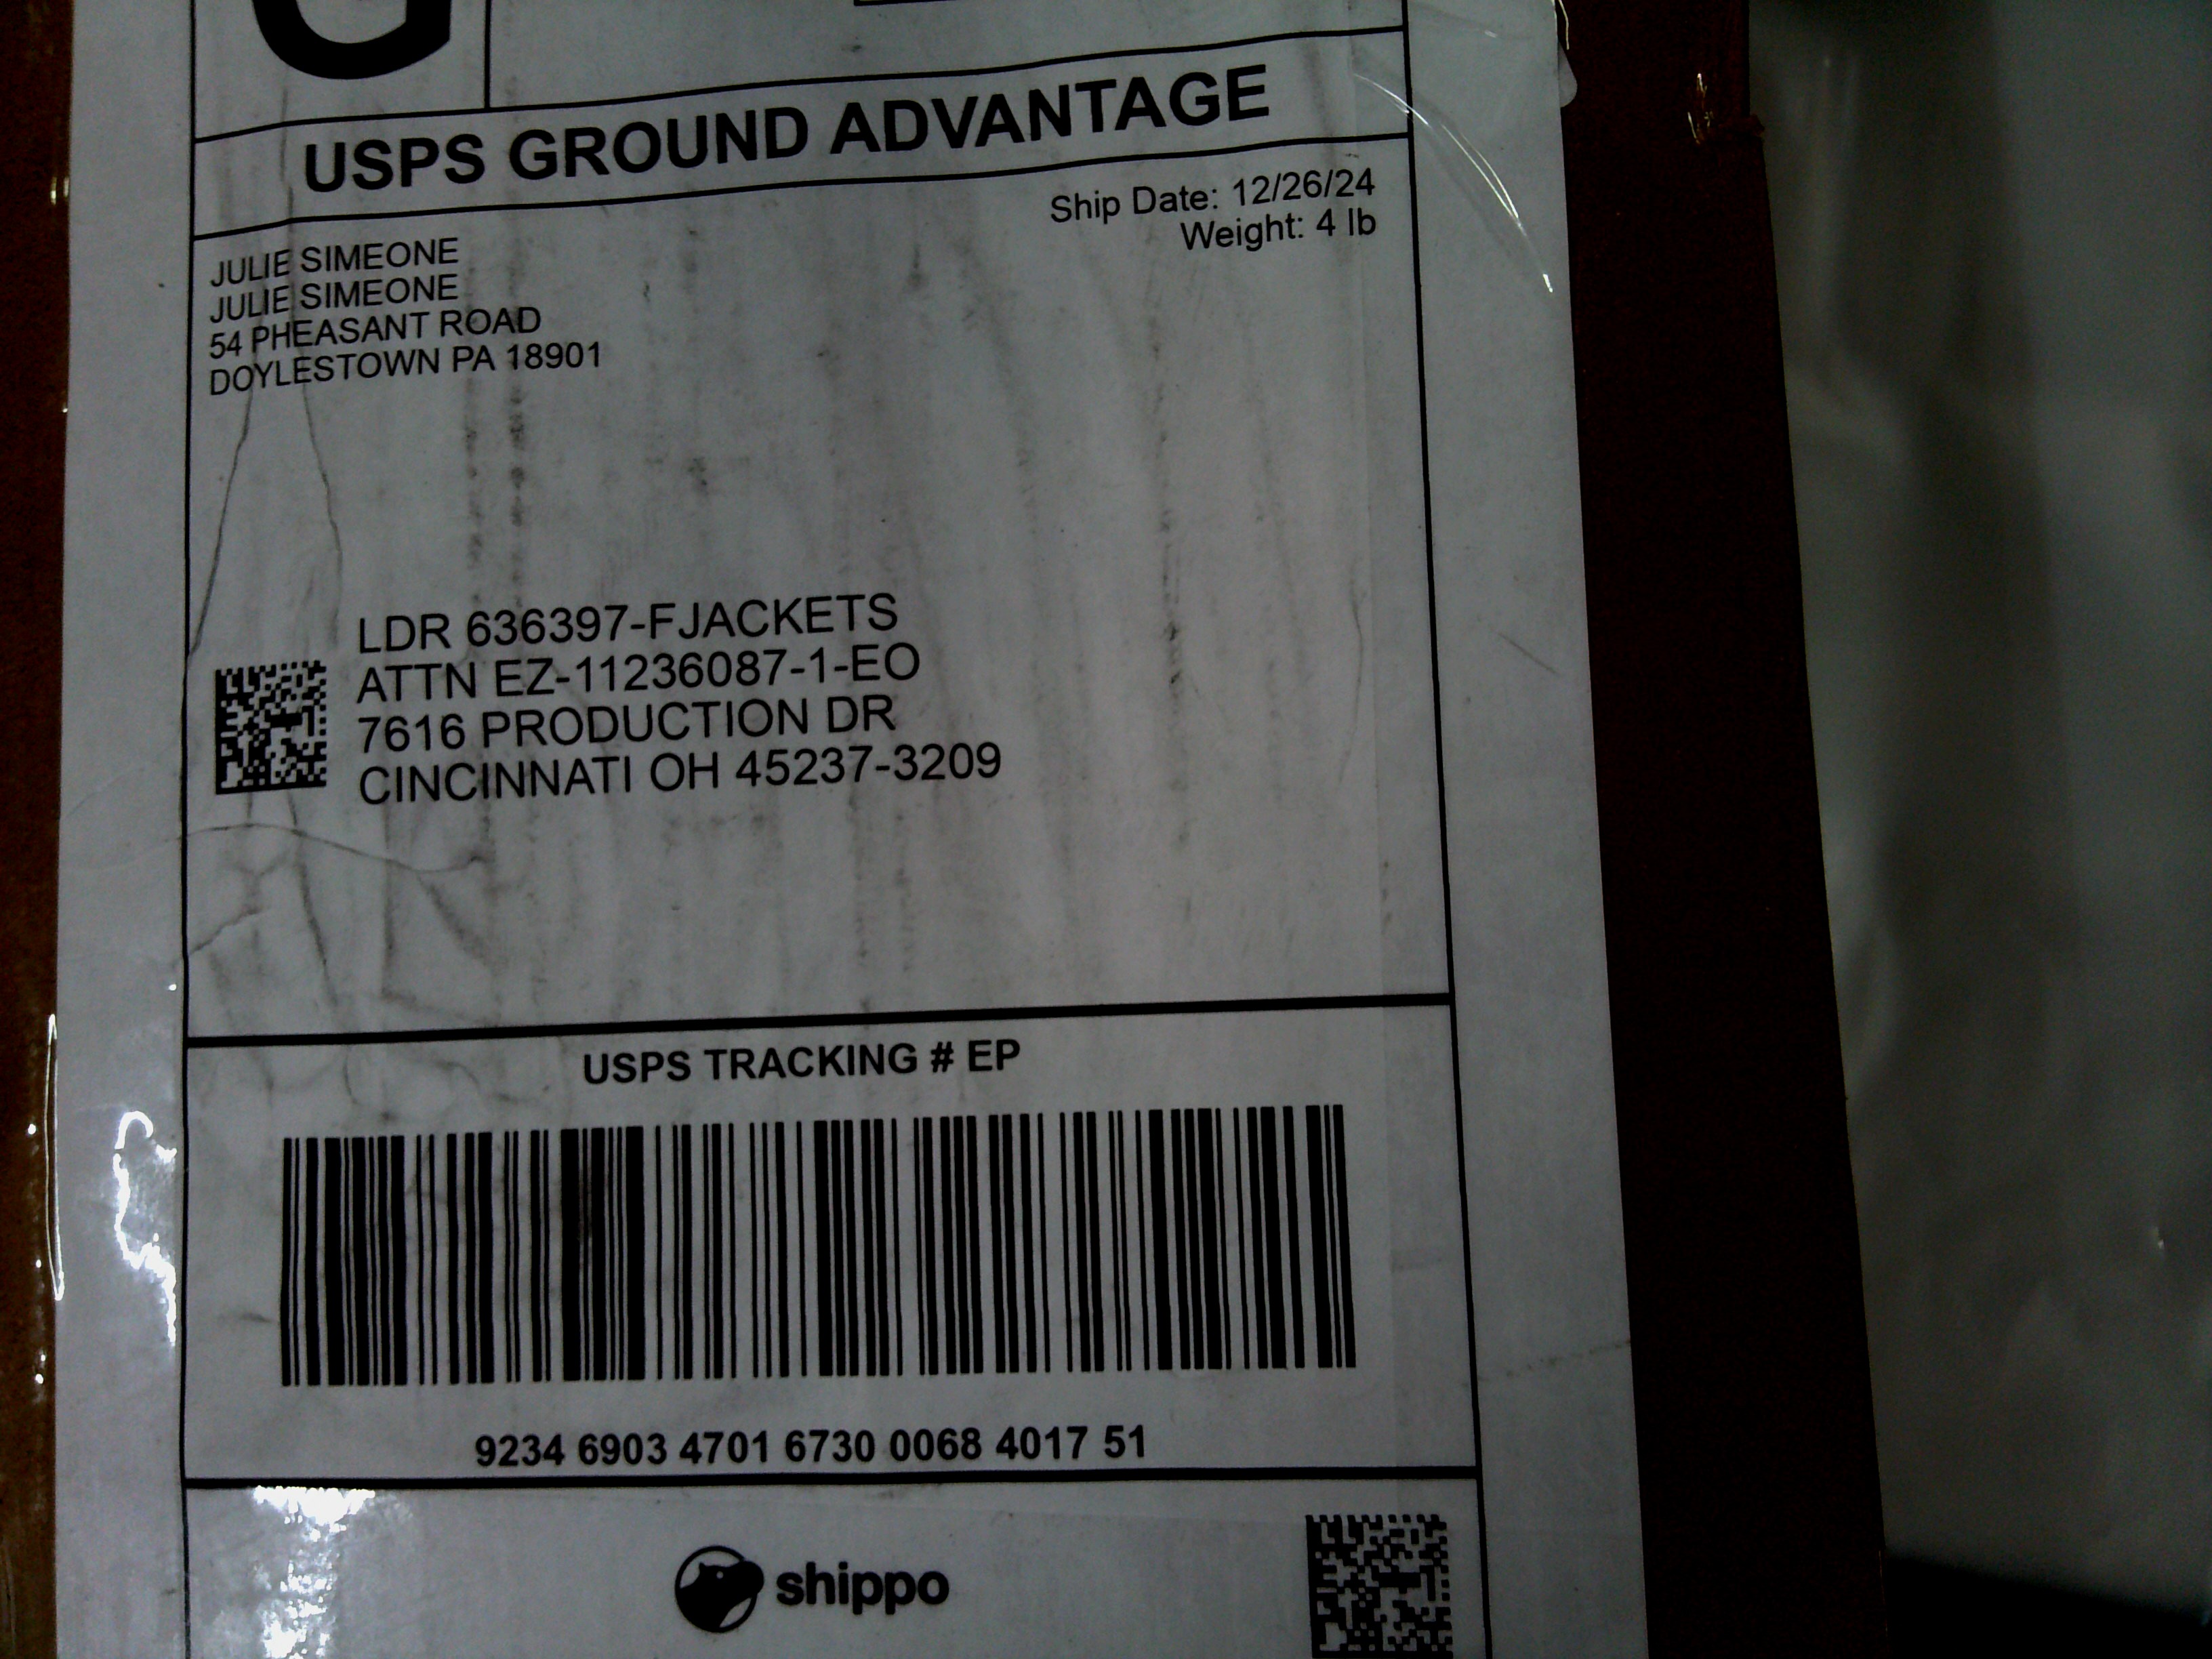 G
USPS GROUND ADVANTAGE
Ship Date: 12/26/24
Weight: 4 lb
JULIE SIMEONE
JULIE SIMEONE
54 PHEASANT ROAD
DOYLESTOWN PA 18901
LDR 636397-FJACKETS
ATTN EZ-11236087-1-EO
7616 PRODUCTION DR
CINCINNATI OH 45237-3209
USPS TRACKING # EP
9234 6903 4701 6730 0068 4017 51
shippo